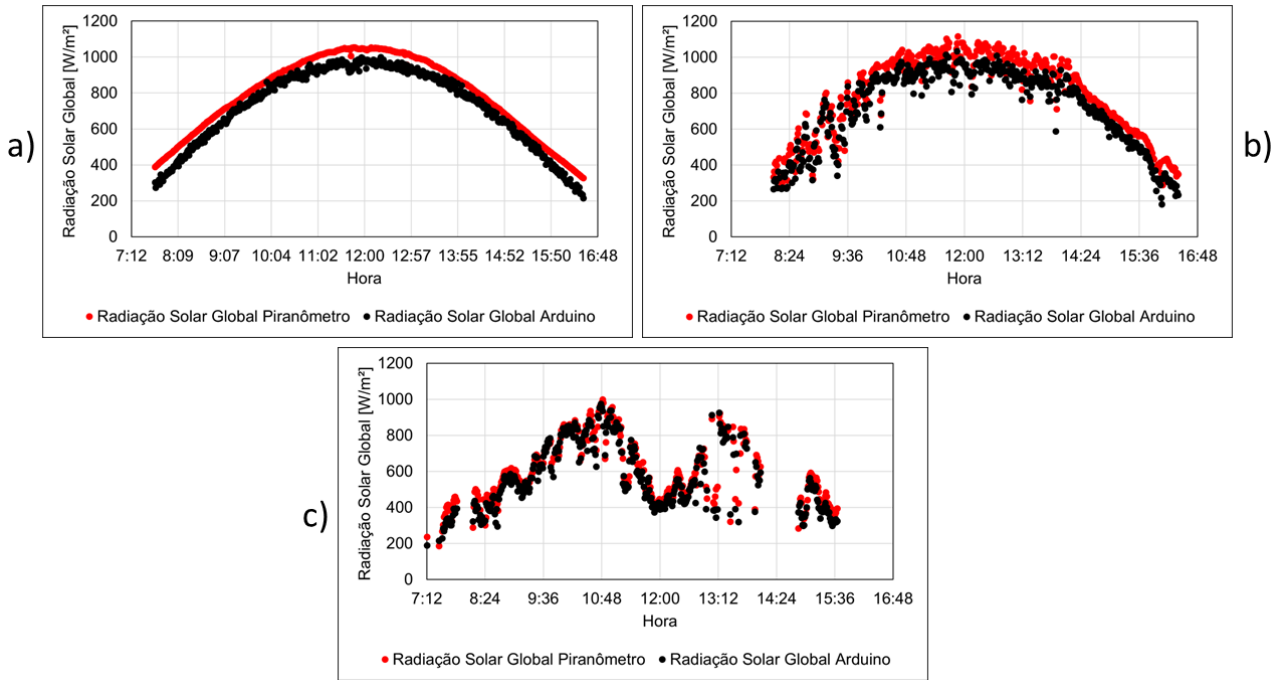 a)
Radiação Solar Global [W/m²]
1200
1000
800
600
400
200
0
7:12 8:09 9:07 10:04 11:02 12:00 12:57 13:55 14:52 15:50 16:48
Hora
Radiação Solar Global Piranômetro Radiação Solar Global Arduino
b)
Radiação Solar Global [W/m²]
1200
1000
800
600
400
200
0
7:12 8:24 9:36 10:48 12:00 13:12 14:24 15:36 16:48
Hora
Radiação Solar Global Piranômetro Radiação Solar Global Arduino
c)
Radiação Solar Global [W/m²]
1200
1000
800
600
400
200
0
7:12 8:24 9:36 10:48 12:00 13:12 14:24 15:36 16:48
Hora
Radiação Solar Global Piranômetro Radiação Solar Global Arduino